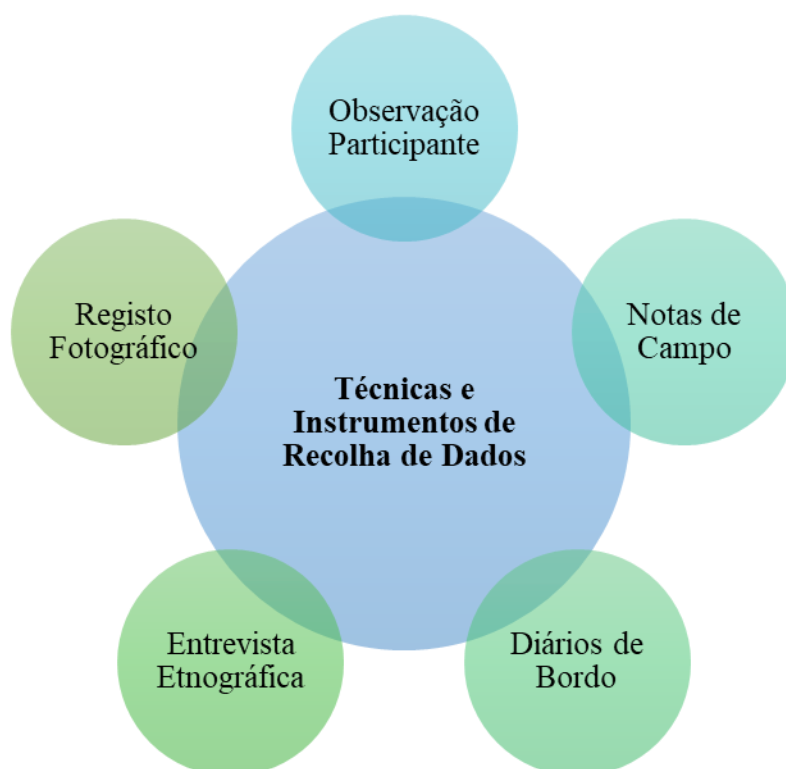 Observação
Participante
Registo
Fotográfico
Notas de
Campo
Técnicas e
Instrumentos de
Recolha de Dados
Entrevista
Etnográfica
Diários de
Bordo